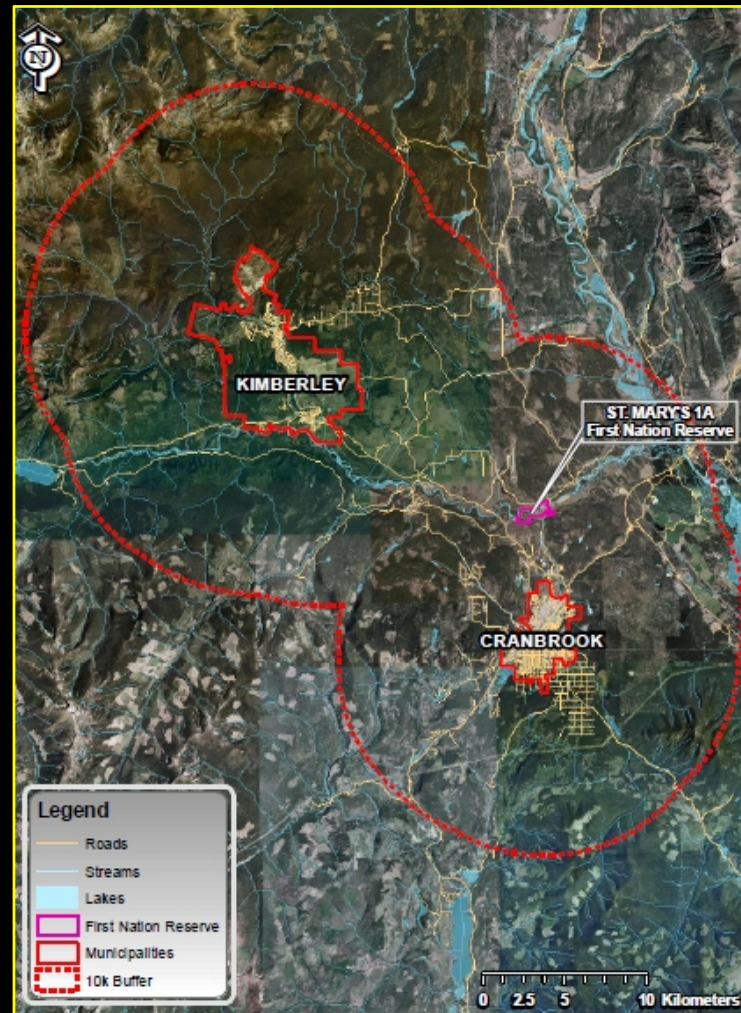 N
KIMBERLEY
ST. MARY'S 1A
First Nation Reserve
CRANBROOK
Legend
Roads
Streams
Lakes
First Nation Reserve
Municipalities
10k Buffer
0 2.5 5 10 Kilometers